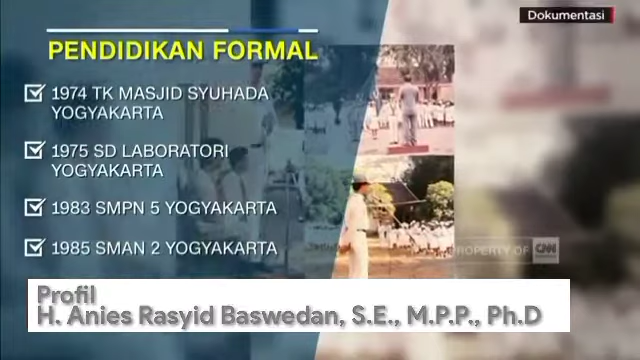 Dokumentasi
PENDIDIKAN FORMAL
1974 TK MASJID SYUHADA
YOGYAKARTA
1975 SD LABORATORI
YOGYAKARTA
1983 SMPN 5 YOGYAKARTA
1985 SMAN 2 YOGYAKARTA
PROPERTY OF CNN
Profil
H. Anies Rasyid Baswedan, S.E., M.P.P., Ph.D